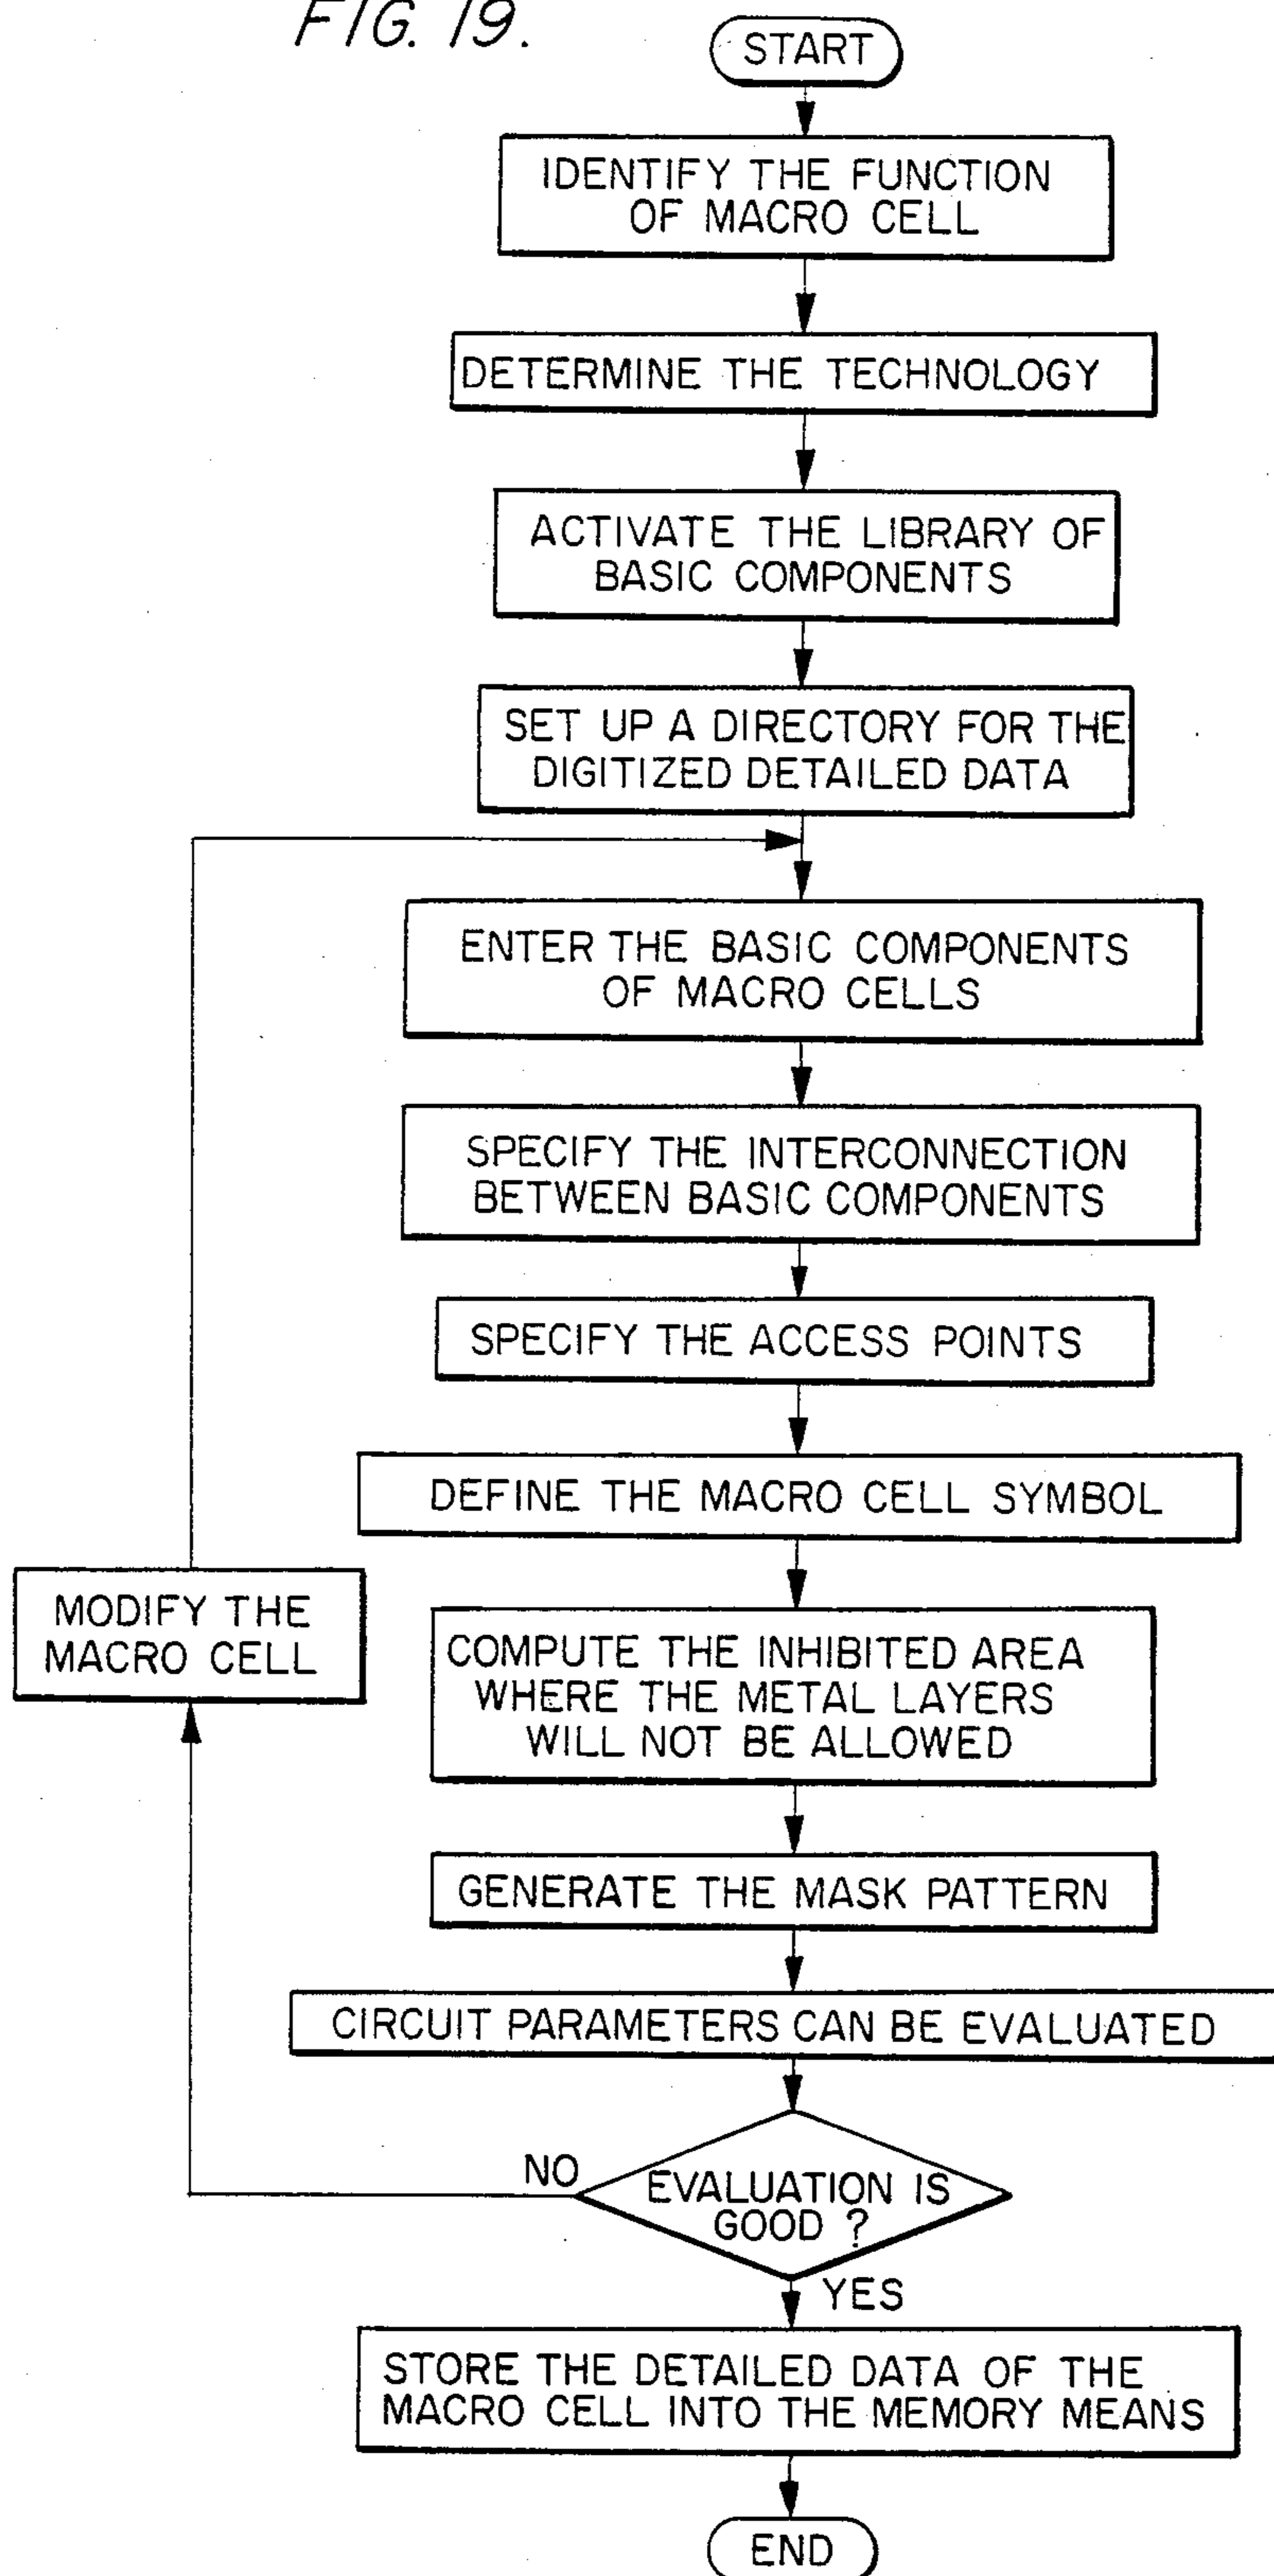 FIG. 19.
START
IDENTIFY THE FUNCTION
OF MACRO CELL
DETERMINE THE TECHNOLOGY
ACTIVATE THE LIBRARY OF
BASIC COMPONENTS
SET UP A DIRECTORY FOR THE
DIGITIZED DETAILED DATA
ENTER THE BASIC COMPONENTS
OF MACRO CELLS
SPECIFY THE INTERCONNECTION
BETWEEN BASIC COMPONENTS
SPECIFY THE ACCESS POINTS
DEFINE THE MACRO CELL SYMBOL
MODIFY THE
MACRO CELL
COMPUTE THE INHIBITED AREA
WHERE THE METAL LAYERS
WILL NOT BE ALLOWED
GENERATE THE MASK PATTERN
CIRCUIT PARAMETERS CAN BE EVALUATED
NO
EVALUATION IS
GOOD ?
YES
STORE THE DETAILED DATA OF THE
MACRO CELL INTO THE MEMORY MEANS
END